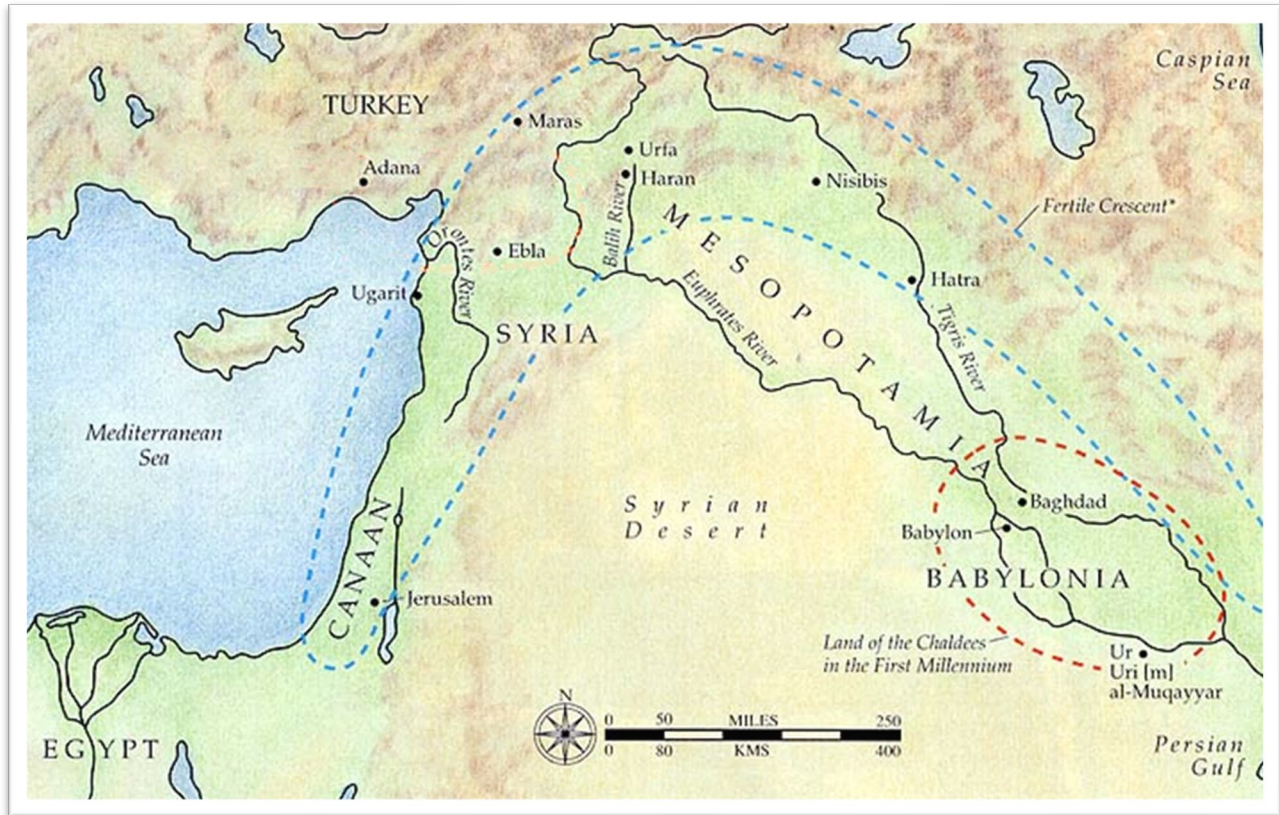 Caspian
Sea
TURKEY
Maras
Adana
Urfa
Haran
Nisibis
Balih River
Fertile Crescent*
MESOPOTAMIA
Orontes River
Ebla
Ugarit
Hatra
Euphrates River
Tigris River
SYRIA
Mediterranean
Sea
Syrian
Desert
Baghdad
Babylon
CANAAN
BABYLONIA
Jerusalem
Land of the Chaldees
in the First Millennium
Ur
Uri [m]
al-Muqayyar
N
0 50 MILES 250
0 80 KMS 400
EGYPT
Persian
Gulf